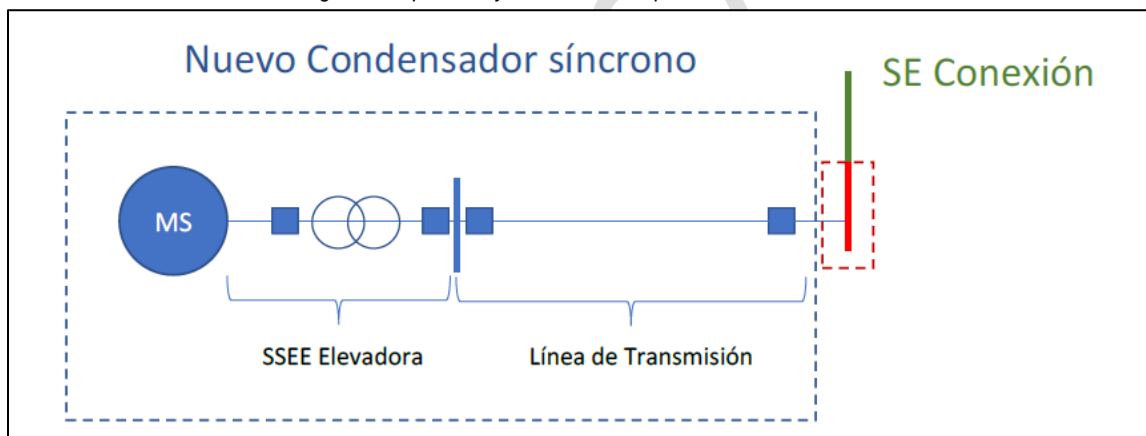 Nuevo Condensador síncrono
SE Conexión
MS
SSEE Elevadora
Línea de Transmisión